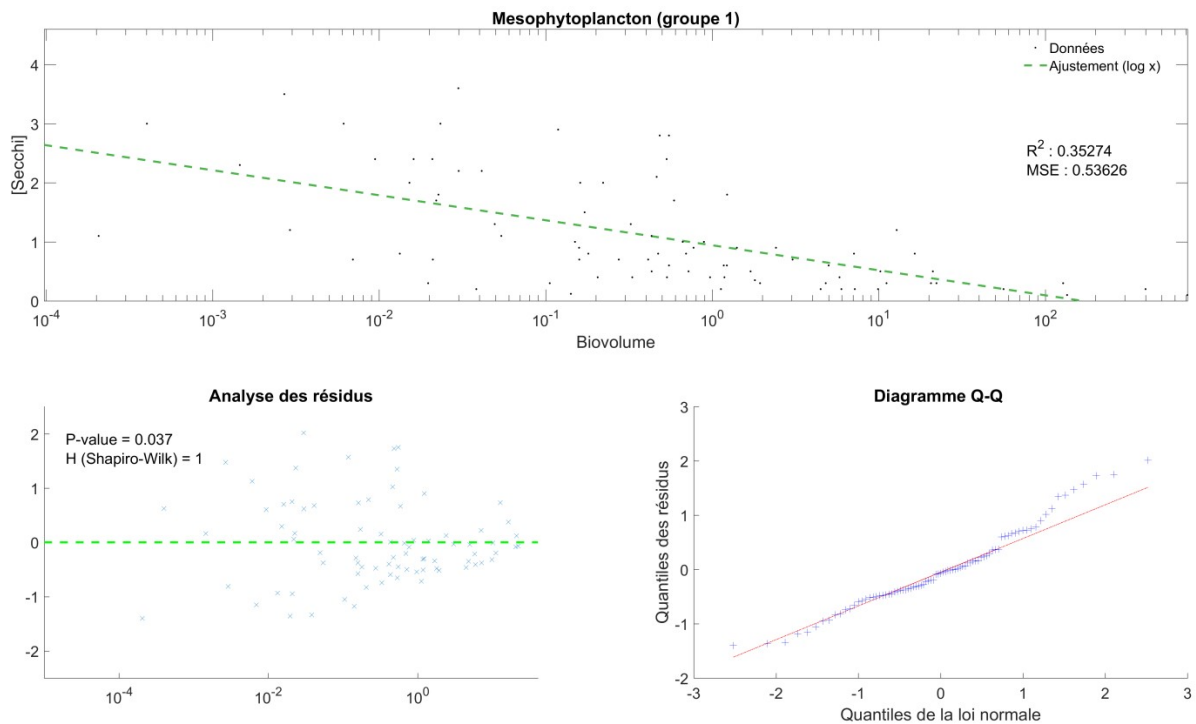 Mesophytoplancton (groupe 1)
4
3
2
1
0
[Secchi]
Données
Ajustement (log x)
R² : 0.35274
MSE : 0.53626
10⁻⁴ 10⁻³ 10⁻² 10⁻¹ 10⁰ 10¹ 10²
Biovolume
Analyse des résidus
P-value = 0.037
H (Shapiro-Wilk) = 1
2
1
0
-1
-2
10⁻⁴ 10⁻² 10⁰
Diagramme Q-Q
Quantiles des résidus
3
2
1
0
-1
-2
-3 -2 -1 0 1 2 3
Quantiles de la loi normale